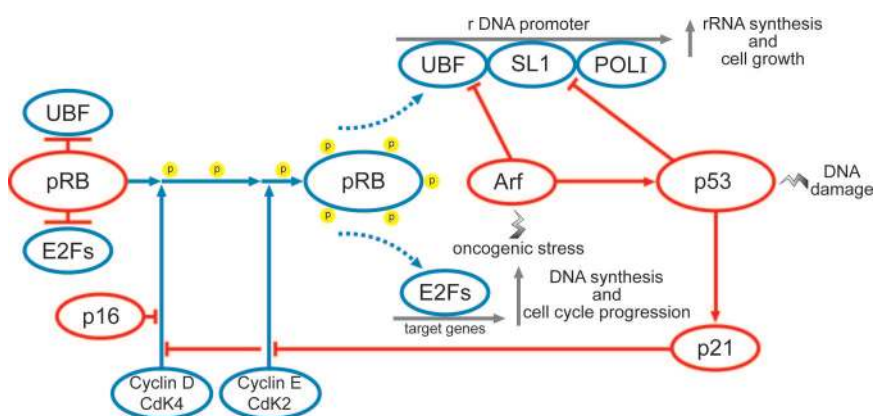 r DNA promoter
rRNA synthesis
and
cell growth
UBF
SL1
POLI
UBF
pRB
E2Fs
p
p
p
p
p
p
p
p
p
pRB
Arf
p53
DNA
damage
oncogenic stress
E2Fs
target genes
DNA synthesis
and
cell cycle progression
p16
p21
Cyclin D
CdK4
Cyclin E
CdK2